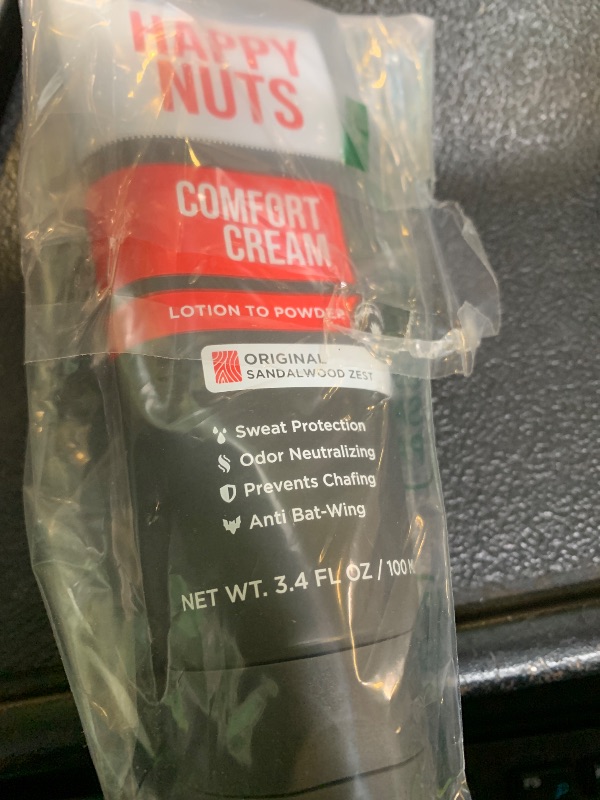 HAPPY
NUTS
COMFORT
CREAM
LOTION TO POWDER
ORIGINAL
SANDALWOOD ZEST
Sweat Protection
Odor Neutralizing
Prevents Chafing
Anti Bat-Wing
NET WT. 3.4 FL OZ / 100